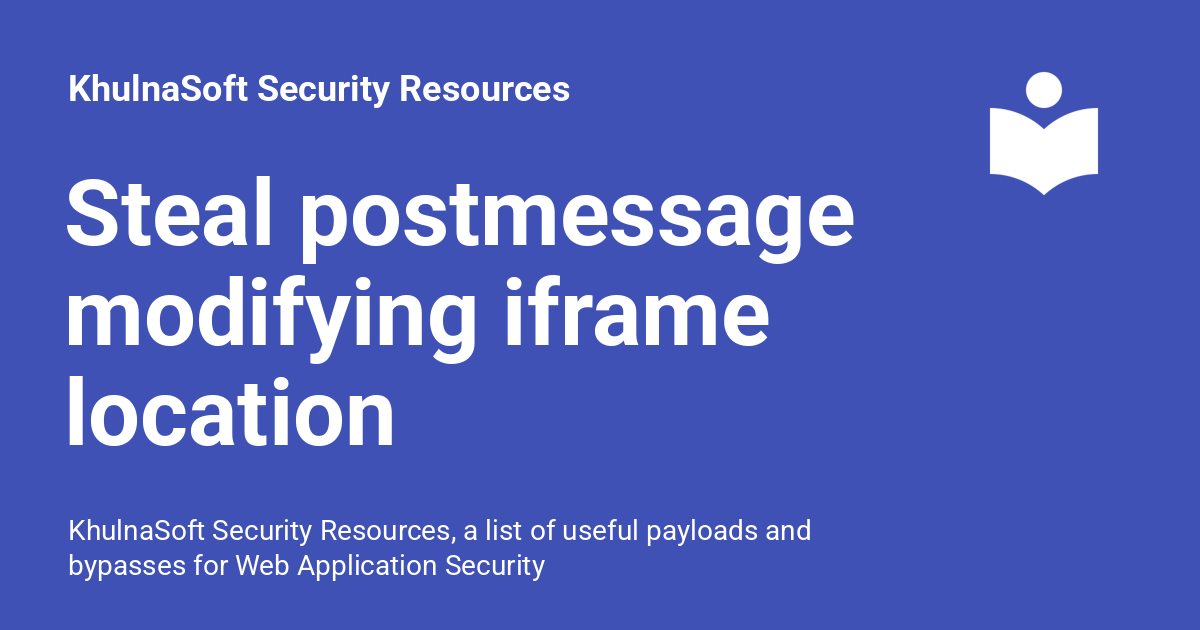 KhulnaSoft Security Resources
Steal postmessage
modifying iframe
location
KhulnaSoft Security Resources, a list of useful payloads and
bypasses for Web Application Security